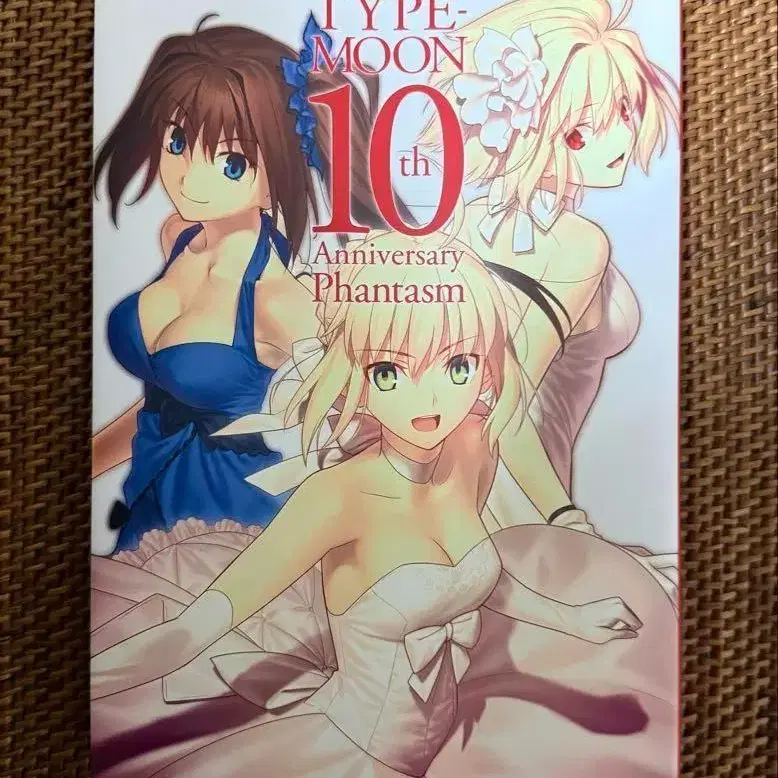 TYPE-
MOON
10th
Anniversary
Phantasm